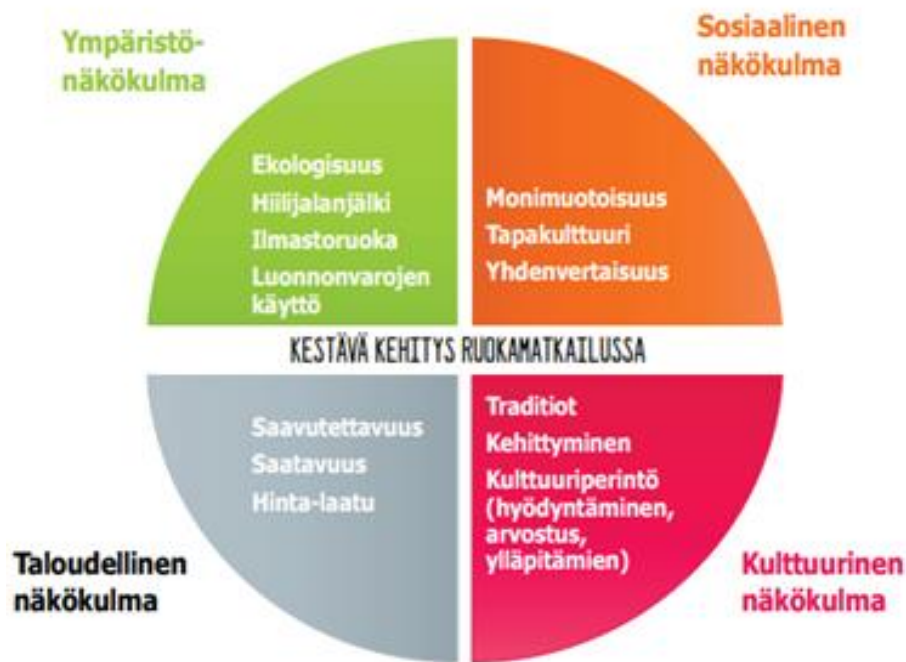 Ympäristö-
näkökulma
Sosiaalinen
näkökulma
Ekologisuus
Hiilijalanjälki
Ilmastoruoka
Luonnonvarojen
käyttö
Monimuotoisuus
Tapakulttuuri
Yhdenvertaisuus
KESTÄVÄ KEHITYS RUOKAMATKAILUSSA
Saavutettavuus
Saatavuus
Hinta-laatu
Traditiot
Kehittyminen
Kulttuuriperintö
(hyödyntäminen,
arvostus,
ylläpitämien)
Taloudellinen
näkökulma
Kulttuurinen
näkökulma